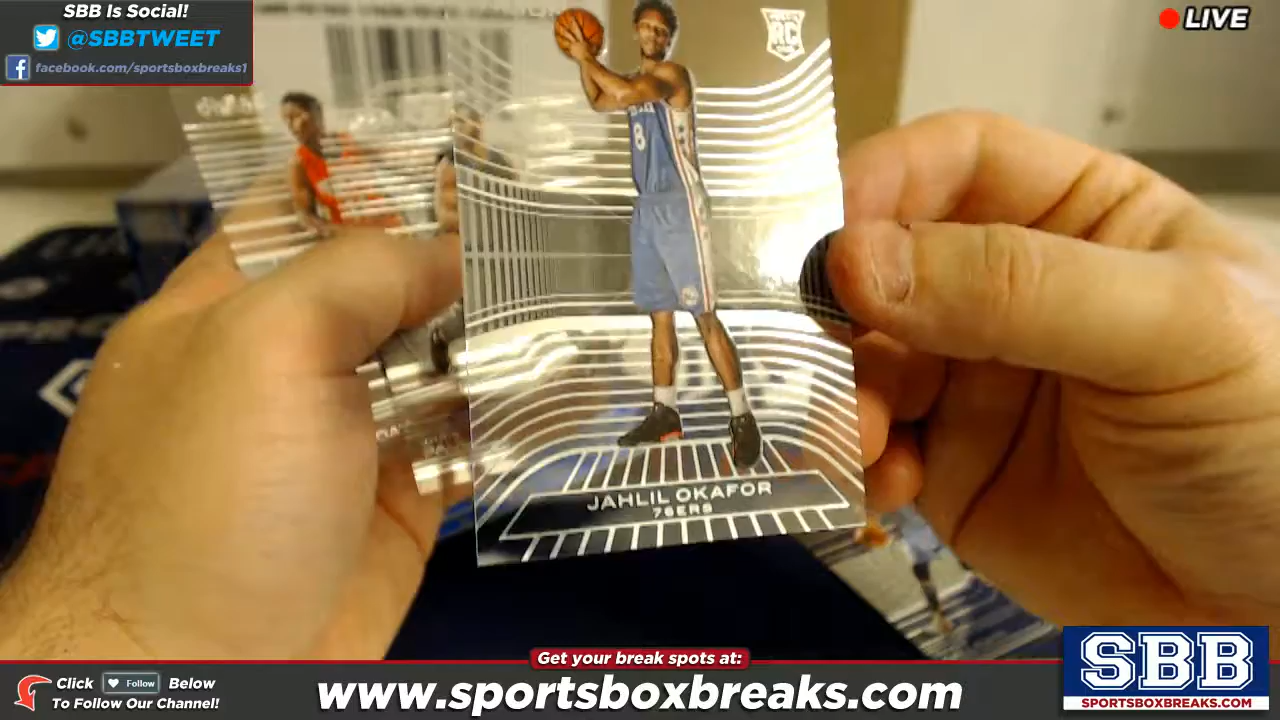 SBB Is Social!
@SBBTWEET
facebook.com/sportsboxbreaks1
LIVE
RC
8
JAHLIL OKAFOR
76ERS
Get your break spots at:
Click Follow Below
To Follow Our Channel!
www.sportsboxbreaks.com
SBB
SPORTSBOXBREAKS.COM